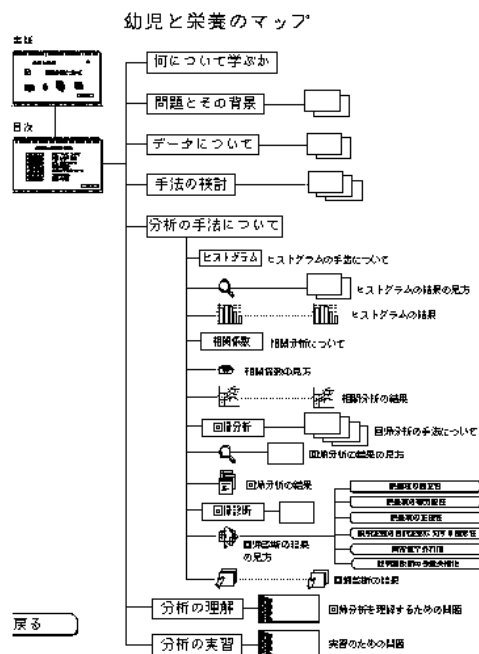 幼児と栄養のマップ
表紙
目次
何について学ぶか
問題とその背景
データについて
手法の検討
分析の手法について
ヒストグラム ヒストグラムの手法について
ヒストグラムの結果の見方
ヒストグラムの結果
相関係数 相関分析について
相関係数の見方
相関分析の結果
回帰分析 回帰分析の手法について
回帰分析の結果の見方
回帰分析の結果
回帰診断
回帰診断の結果
の見方
回帰診断の結果
分析の理解 回帰分析を理解するための問題
分析の実習 実習のための問題
戻る